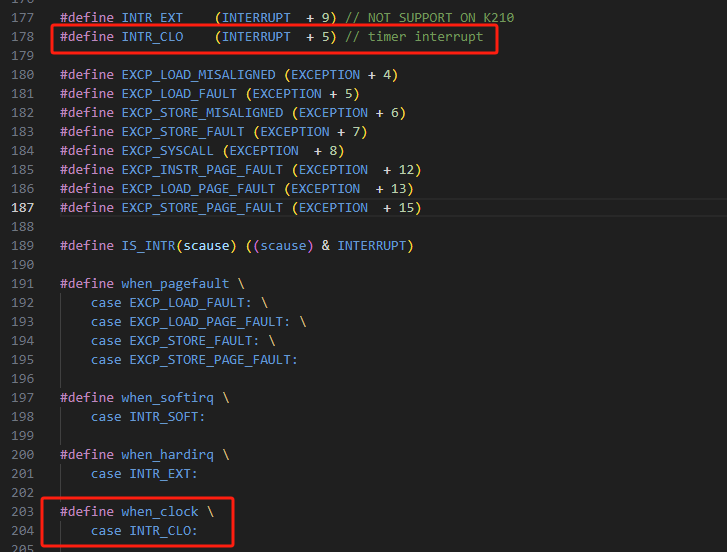 177 #define INTR_EXT    (INTERRUPT  + 9) // NOT SUPPORT ON K210
178 #define INTR_CLO    (INTERRUPT  + 5) // timer interrupt
179
180 #define EXCP_LOAD_MISALIGNED (EXCEPTION + 4)
181 #define EXCP_LOAD_FAULT (EXCEPTION + 5)
182 #define EXCP_STORE_MISALIGNED (EXCEPTION + 6)
183 #define EXCP_STORE_FAULT (EXCEPTION + 7)
184 #define EXCP_SYSCALL (EXCEPTION  + 8)
185 #define EXCP_INSTR_PAGE_FAULT (EXCEPTION  + 12)
186 #define EXCP_LOAD_PAGE_FAULT (EXCEPTION  + 13)
187 #define EXCP_STORE_PAGE_FAULT (EXCEPTION  + 15)
188
189 #define IS_INTR(scause) ((scause) & INTERRUPT)
190
191 #define when_pagefault \
192     case EXCP_LOAD_FAULT: \
193     case EXCP_LOAD_PAGE_FAULT: \
194     case EXCP_STORE_FAULT: \
195     case EXCP_STORE_PAGE_FAULT:
196
197 #define when_softirq \
198     case INTR_SOFT:
199
200 #define when_hardirq \
201     case INTR_EXT:
202
203 #define when_clock \
204     case INTR_CLO: